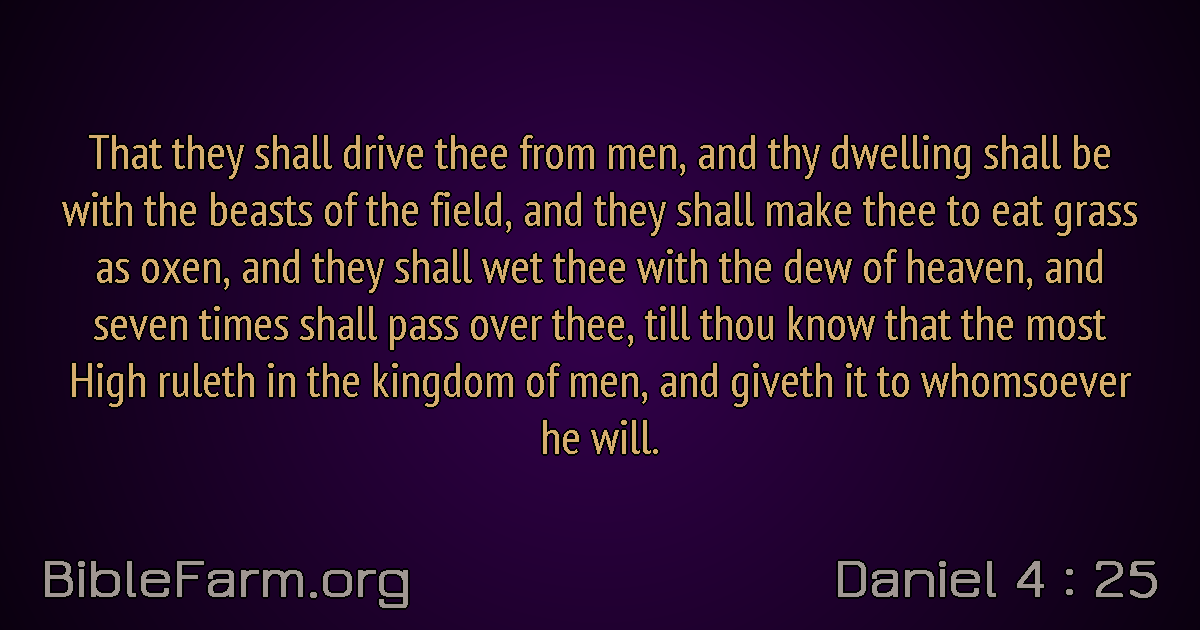 That they shall drive thee from men, and thy dwelling shall be
with the beasts of the field, and they shall make thee to eat grass
as oxen, and they shall wet thee with the dew of heaven, and
seven times shall pass over thee, till thou know that the most
High ruleth in the kingdom of men, and giveth it to whomsoever
he will.
BibleFarm.org
Daniel 4 : 25